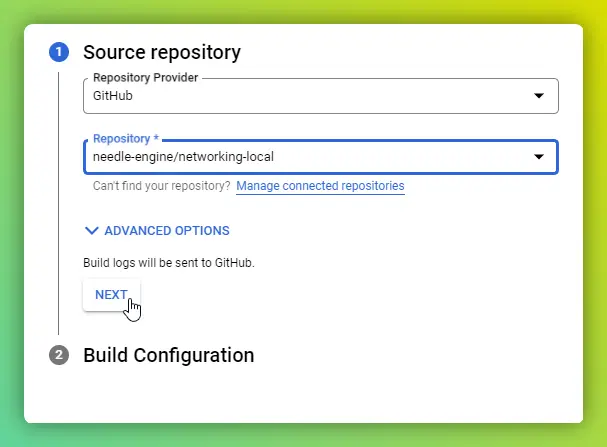 1 Source repository
Repository Provider
GitHub
Repository *
needle-engine/networking-local
Can't find your repository? Manage connected repositories
ADVANCED OPTIONS
Build logs will be sent to GitHub.
NEXT
2 Build Configuration